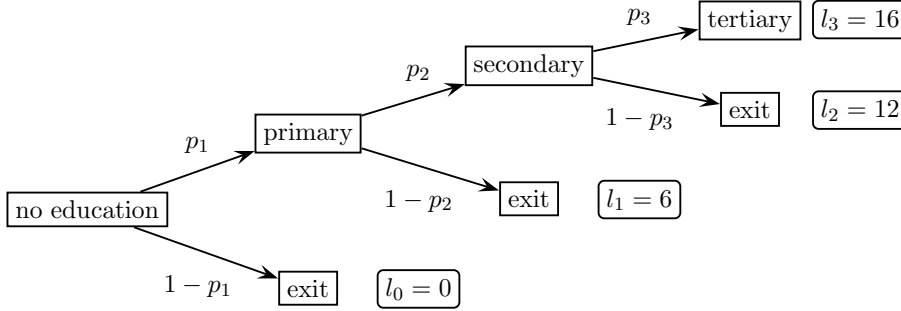 p₃
tertiary
l₃ = 16
p₂
secondary
exit
l₂ = 12
1 − p₃
p₁
primary
1 − p₂
exit
l₁ = 6
no education
1 − p₁
exit
l₀ = 0